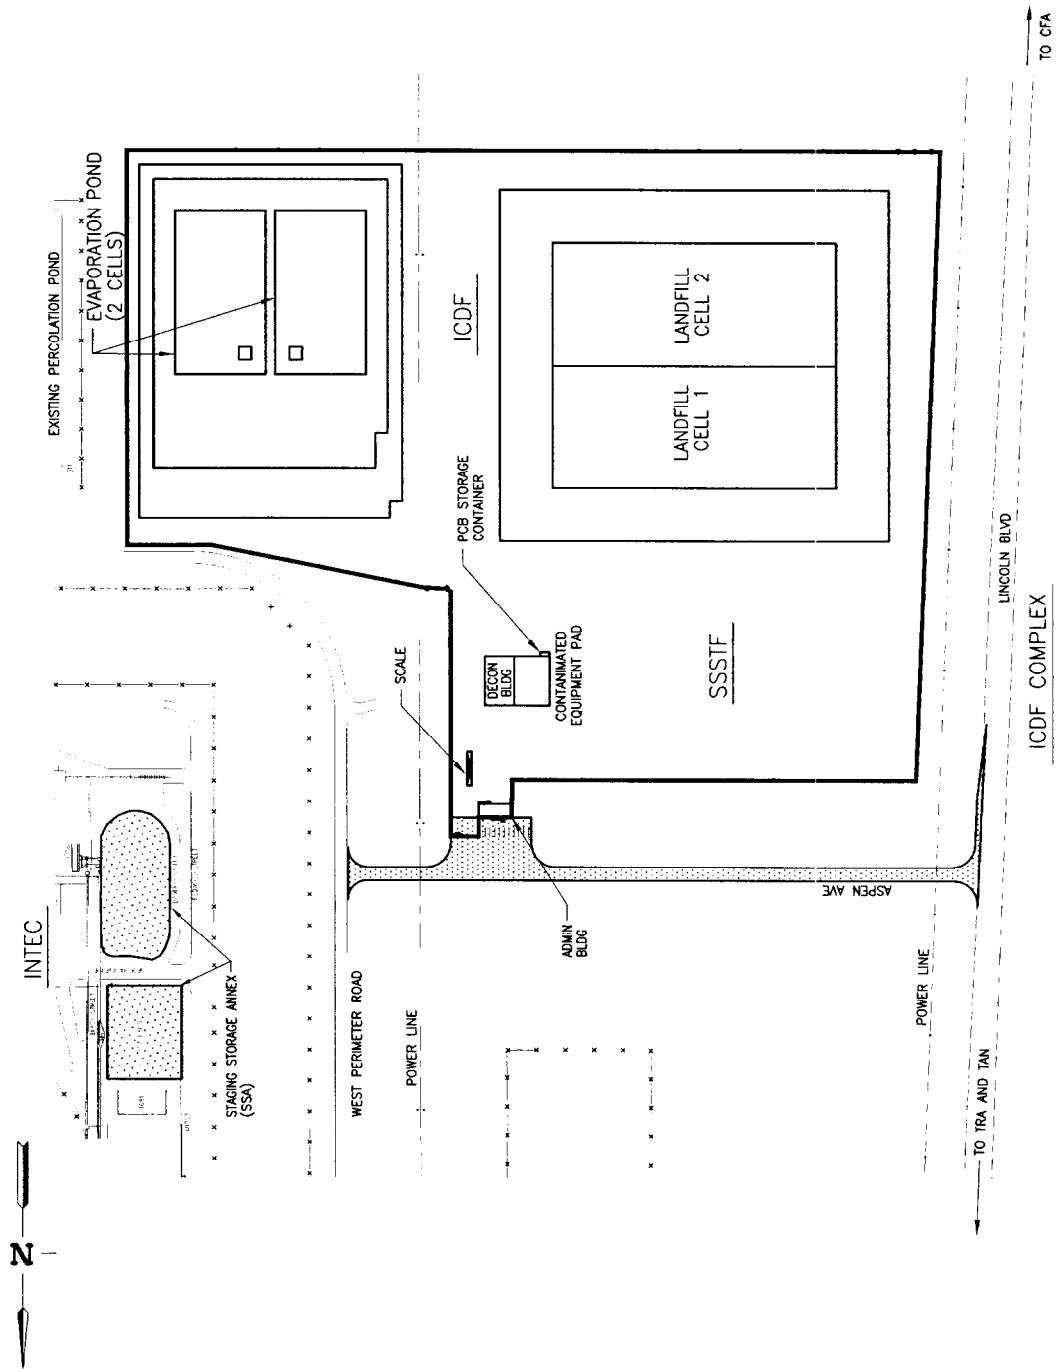 EXISTING PERCOLATION POND
EVAPORATION POND
(2 CELLS)
ICDF
LANDFILL
CELL 1
LANDFILL
CELL 2
PCB STORAGE
CONTAINER
DECON
BLDG
CONTANIMATED
EQUIPMENT PAD
SCALE
SSSTF
INTEC
STAGING STORAGE ANNEX
(SSA)
WEST PERIMETER ROAD
POWER LINE
ADMIN
BLDG
ASPEN AVE
POWER LINE
LINCOLN BLVD
TO CFA
TO TRA AND TAN
ICDF COMPLEX
N